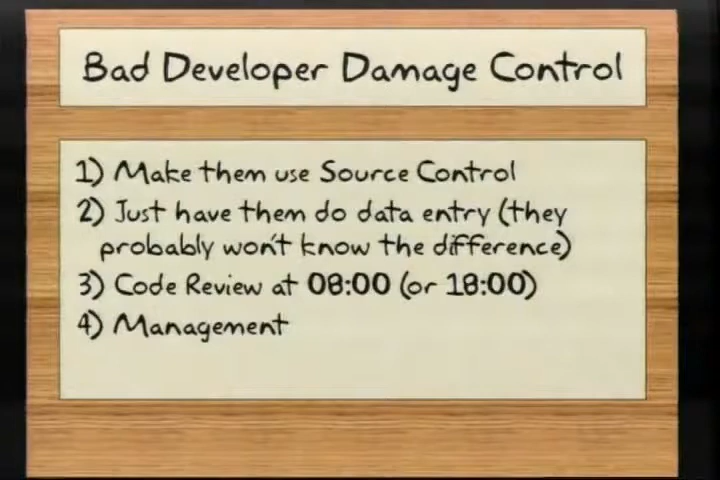 Bad Developer Damage Control
1) Make them use Source Control
2) Just have them do data entry (they
probably won't know the difference)
3) Code Review at 08:00 (or 18:00)
4) Management